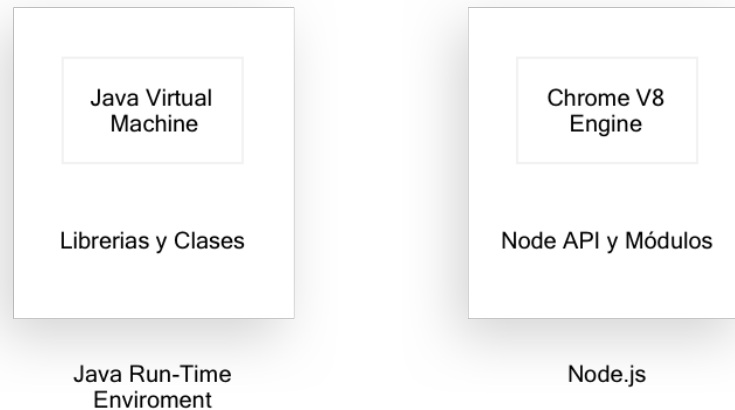 Java Virtual
Machine
Librerias y Clases
Java Run-Time
Enviroment
Chrome V8
Engine
Node API y Módulos
Node.js